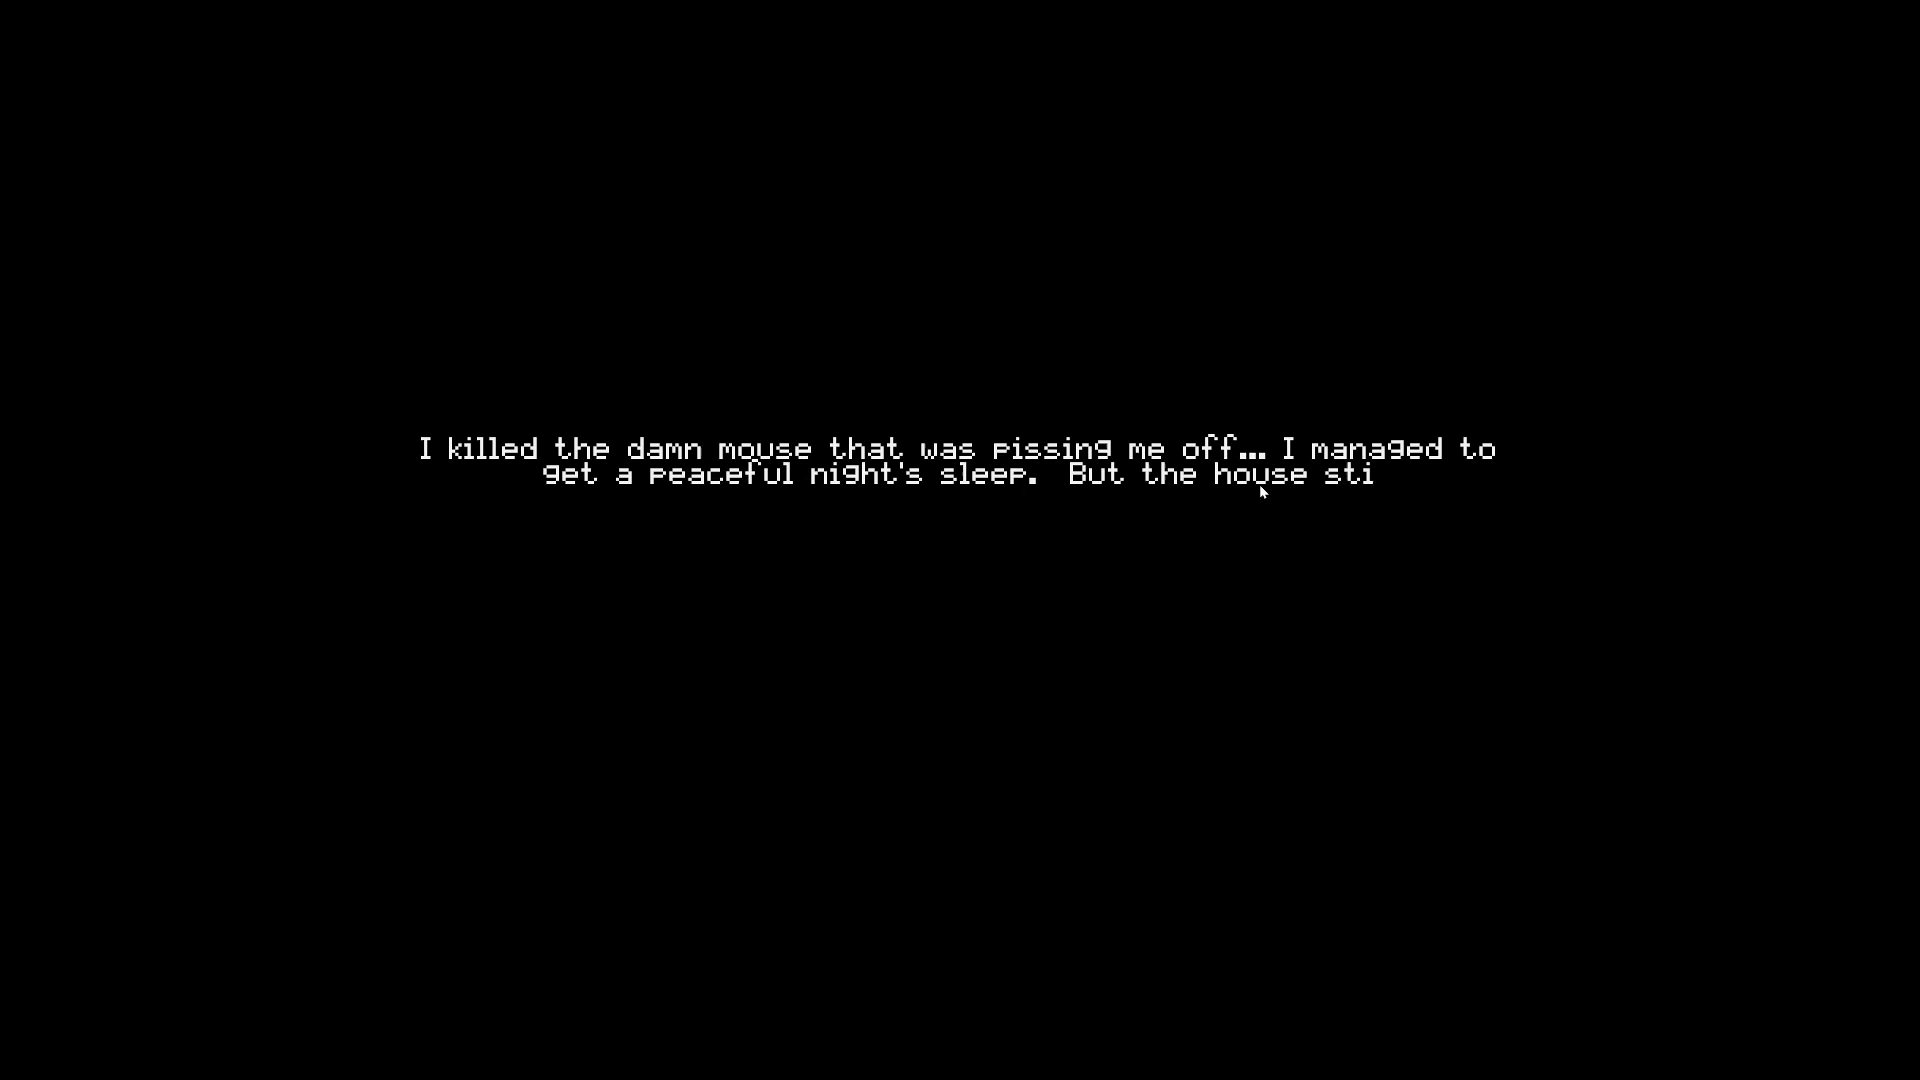 I killed the damn mouse that was pissing me off... I managed to
get a peaceful night's sleep.  But the house sti